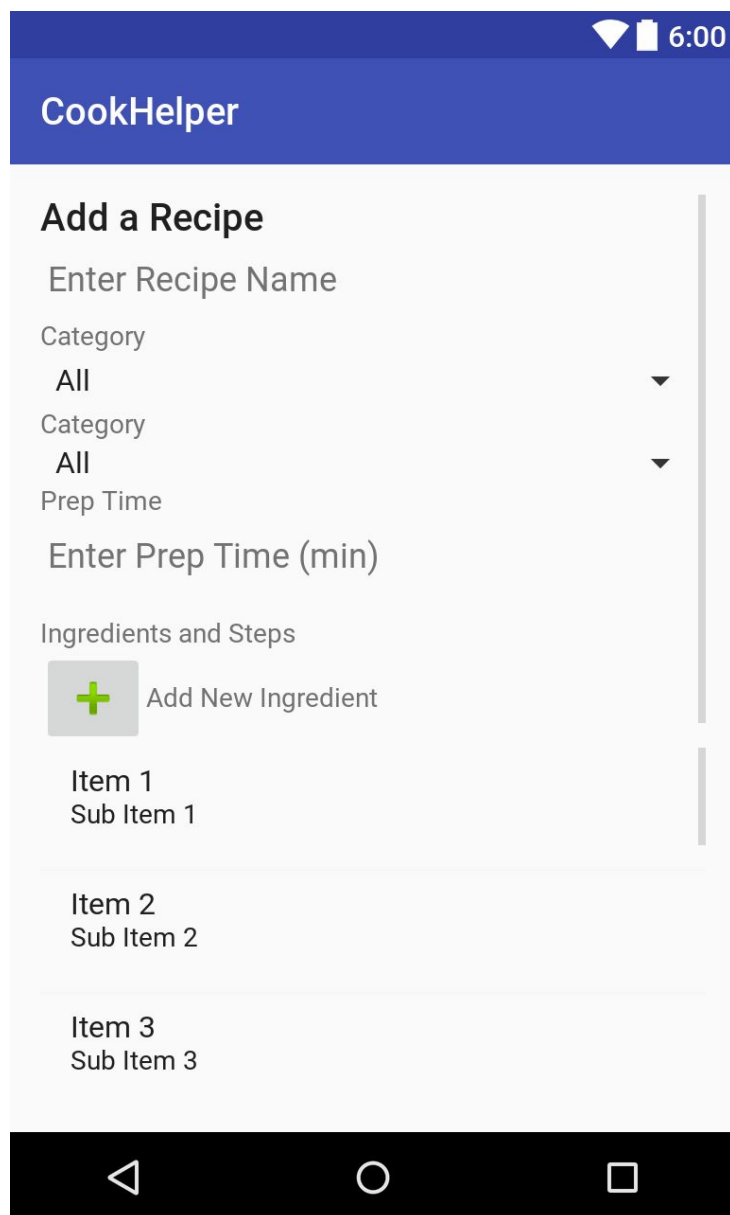 6:00
CookHelper
Add a Recipe
Enter Recipe Name
Category
All
Category
All
Prep Time
Enter Prep Time (min)
Ingredients and Steps
Add New Ingredient
Item 1
Sub Item 1
Item 2
Sub Item 2
Item 3
Sub Item 3